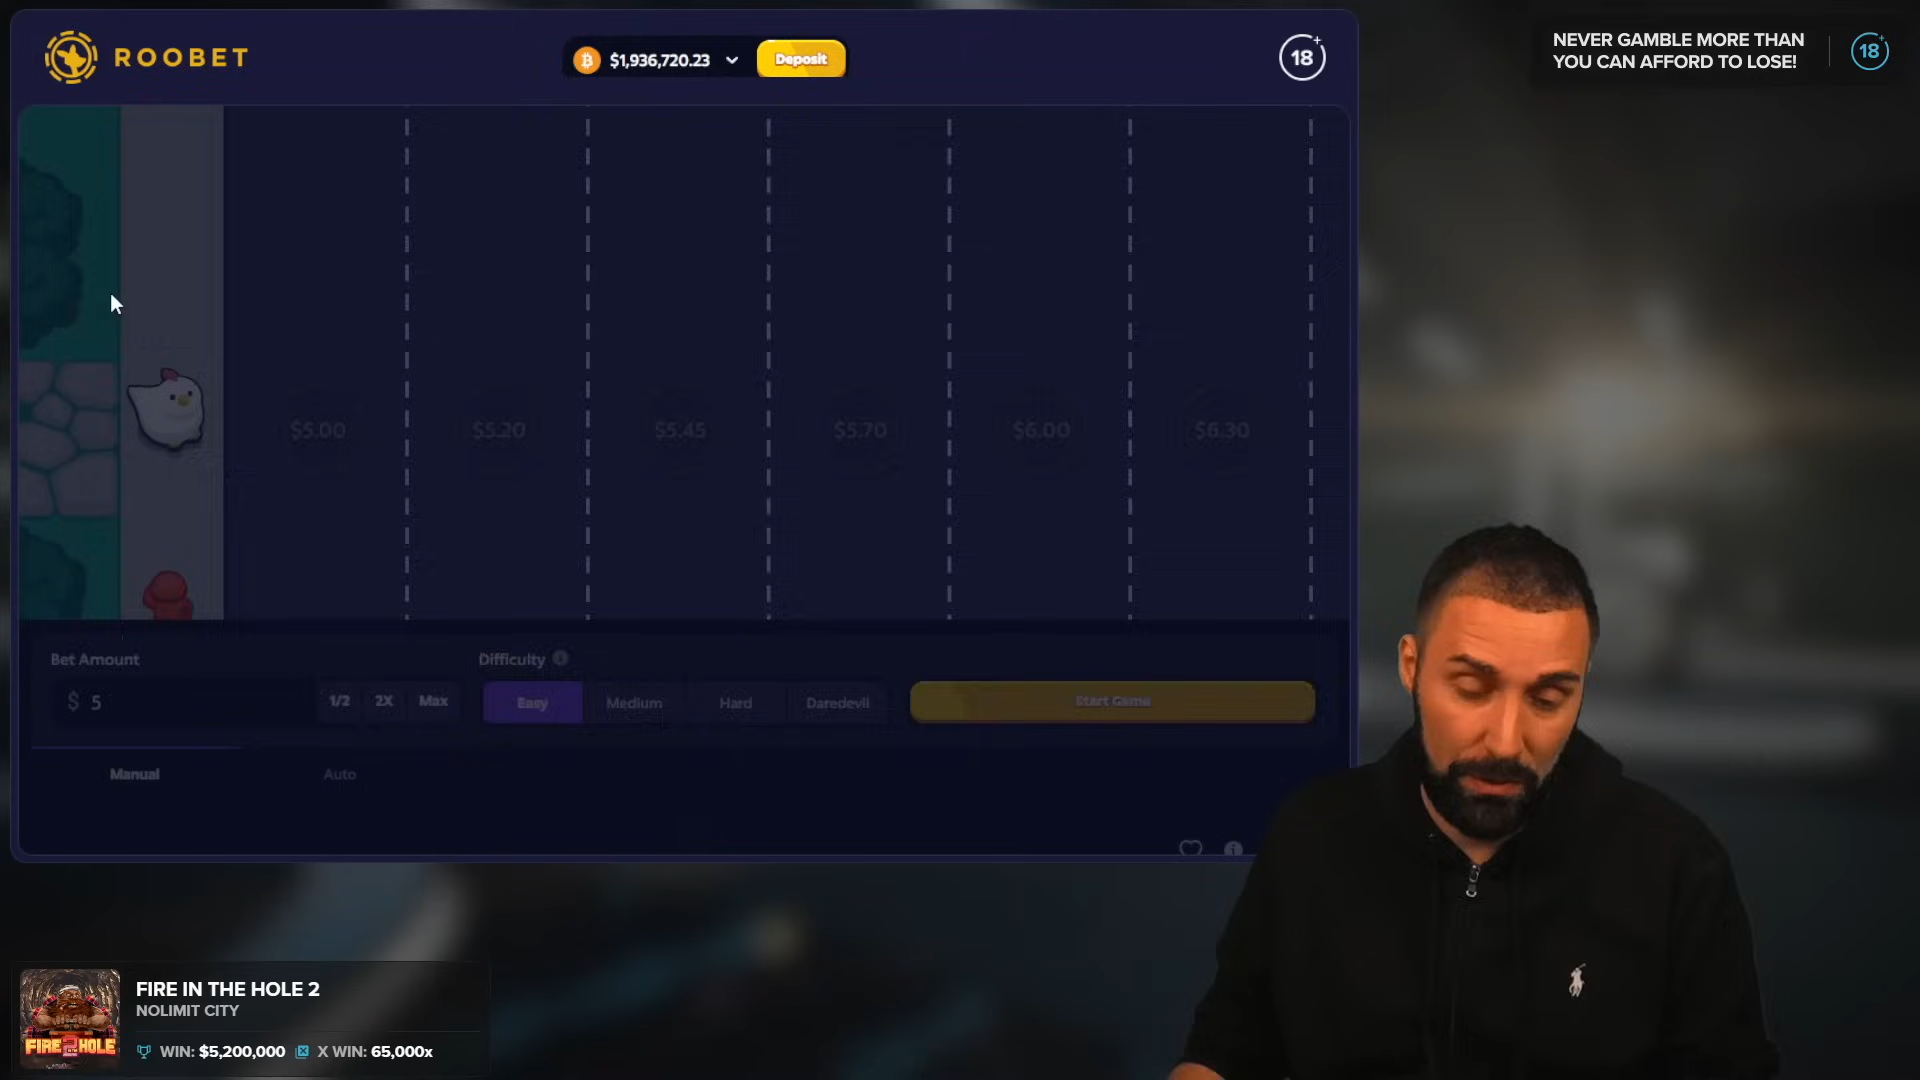 ROOBET
$1,936,720.23
Deposit
18+
NEVER GAMBLE MORE THAN
YOU CAN AFFORD TO LOSE!
18+
$5.00
$5.20
$5.45
$5.70
$6.00
$6.30
Bet Amount
Difficulty
$ 5
1/2
2X
Max
Easy
Medium
Hard
Daredevil
Start Game
Manual
Auto
FIRE IN THE HOLE 2
NOLIMIT CITY
FIRE 2 HOLE
WIN: $5,200,000
X WIN: 65,000x